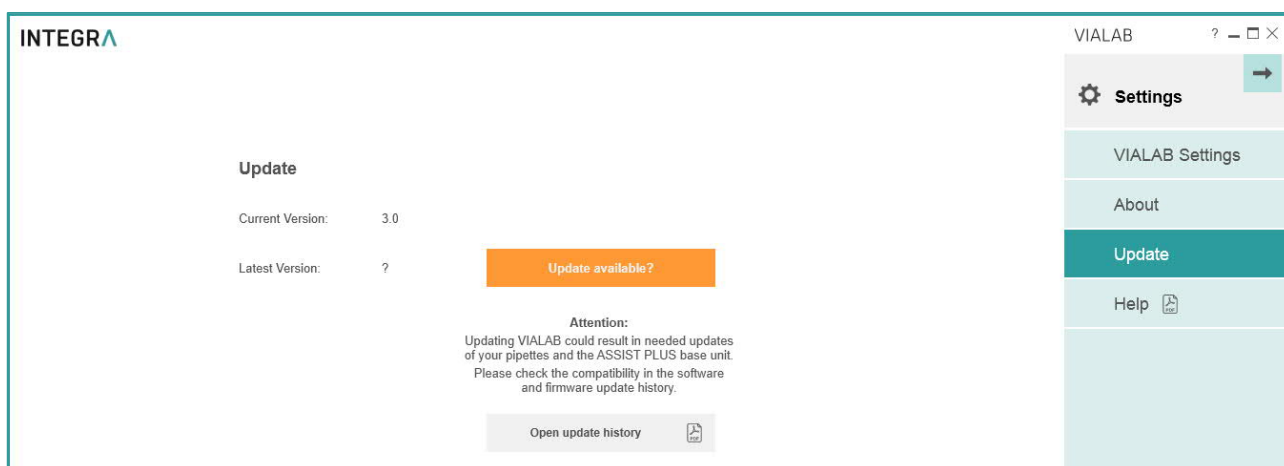 INTEGRA
VIALAB ?
Settings
VIALAB Settings
About
Update
Help PDF
Update
Current Version: 3.0
Latest Version: ? Update available?
Attention:
Updating VIALAB could result in needed updates
of your pipettes and the ASSIST PLUS base unit.
Please check the compatibility in the software
and firmware update history.
Open update history PDF